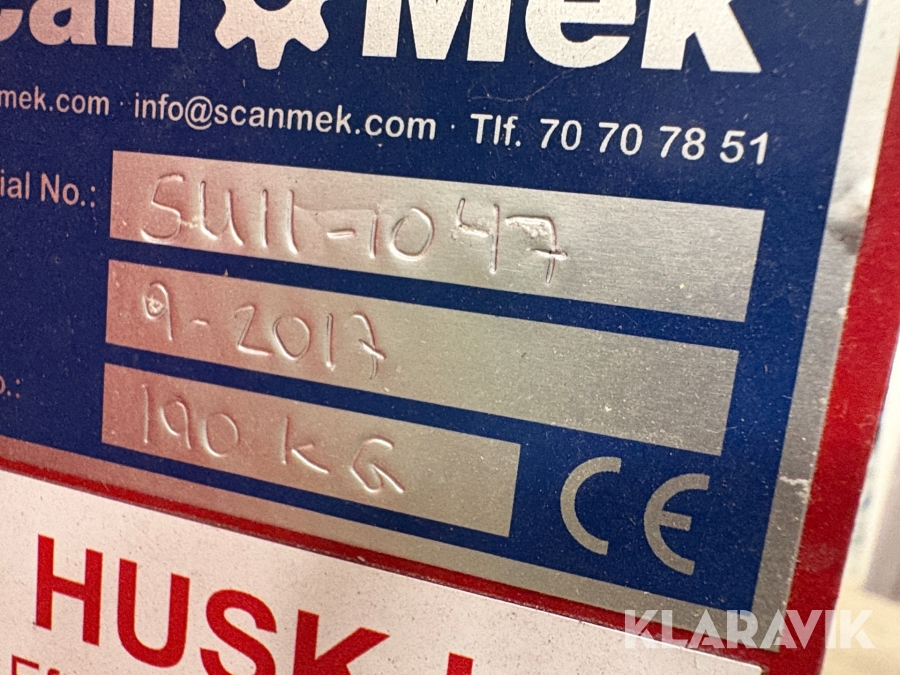 can Mek
mek.com · info@scanmek.com · Tlf. 70 70 78 51
ial No.: SU11-1047
9-2017
o.: 190 KG
CE
HUSK
KLARAVIK